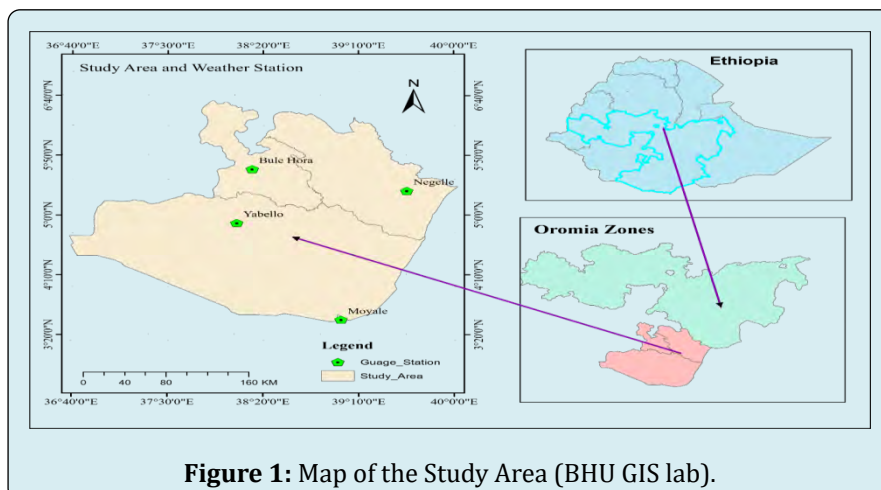 36°40'0"E 37°30'0"E 38°20'0"E 39°10'0"E 40°0'0"E
Study Area and Weather Station
N
6°40'0"N
6°40'0"N
5°50'0"N
5°50'0"N
5°0'0"N
5°0'0"N
4°10'0"N
4°10'0"N
3°20'0"N
3°20'0"N
Bule Hora
Negelle
Yabello
Moyale
Legend
Guage_Station
Study_Area
0 40 80 160 KM
36°40'0"E 37°30'0"E 38°20'0"E 39°10'0"E 40°0'0"E
Ethiopia
Oromia Zones
Figure 1: Map of the Study Area (BHU GIS lab).